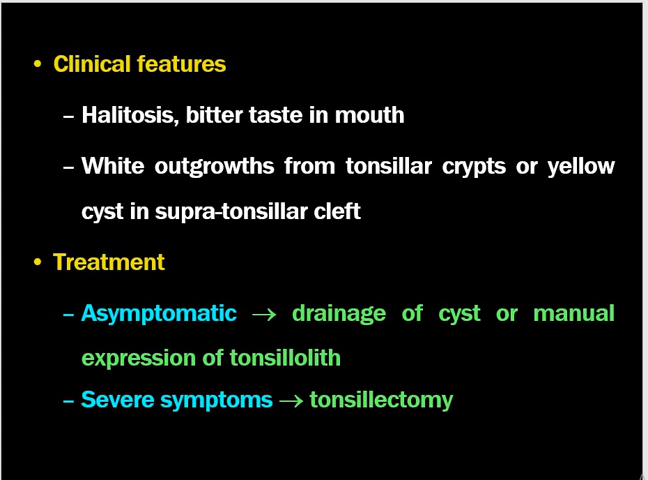 • Clinical features
– Halitosis, bitter taste in mouth
– White outgrowths from tonsillar crypts or yellow
cyst in supra-tonsillar cleft
• Treatment
– Asymptomatic → drainage of cyst or manual
expression of tonsillolith
– Severe symptoms → tonsillectomy